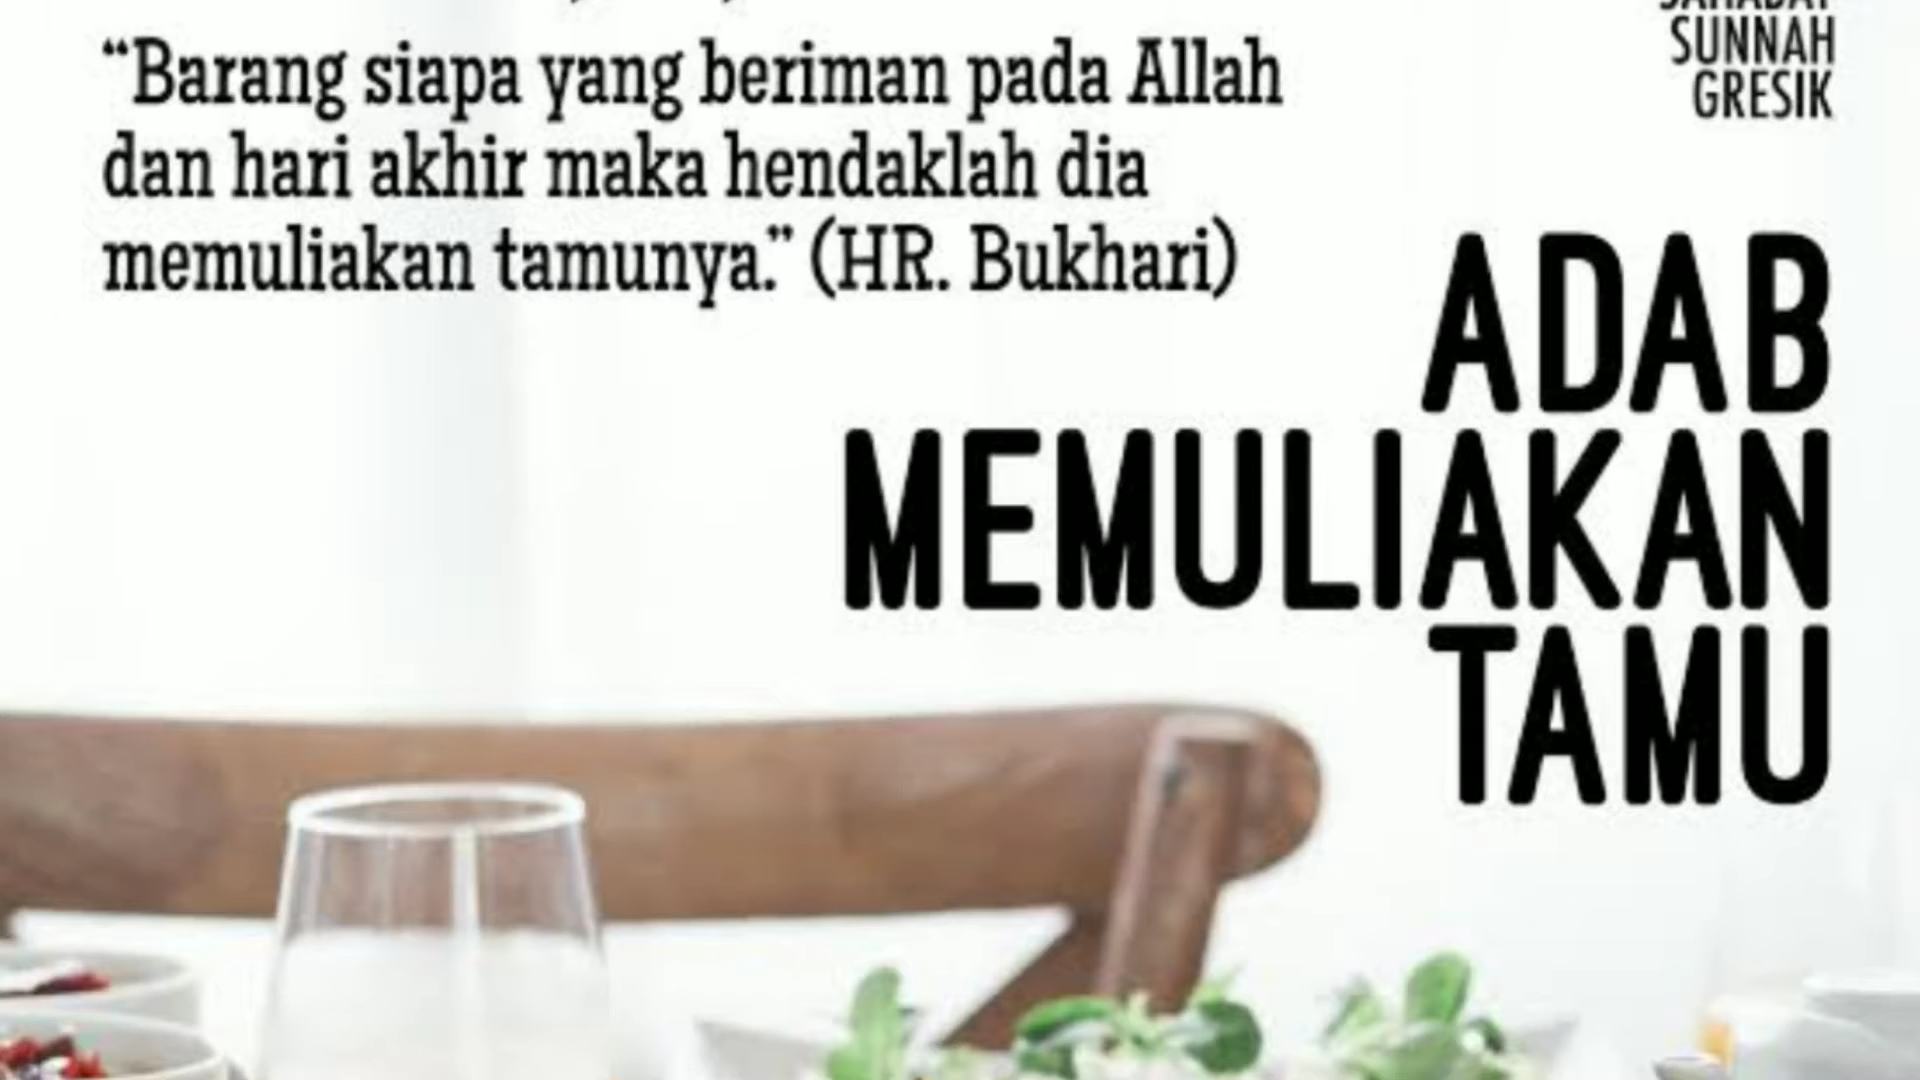 “Barang siapa yang beriman pada Allah
dan hari akhir maka hendaklah dia
memuliakan tamunya.” (HR. Bukhari)
SUNNAH
GRESIK
ADAB
MEMULIAKAN
TAMU